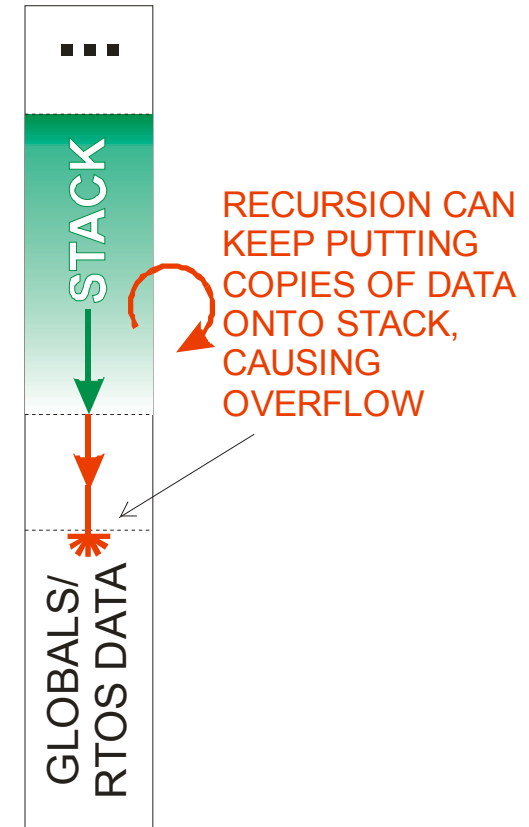 ...
STACK
RECURSION CAN
KEEP PUTTING
COPIES OF DATA
ONTO STACK,
CAUSING
OVERFLOW
GLOBALS/
RTOS DATA